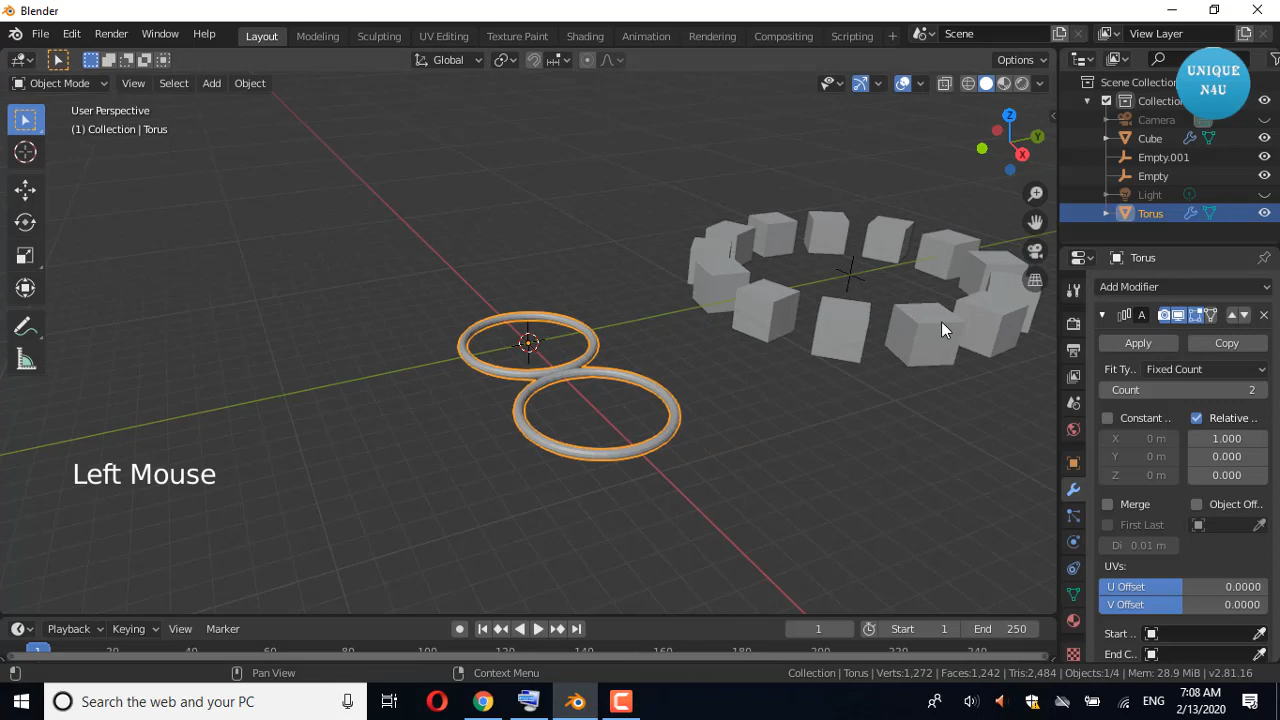 Blender
File Edit Render Window Help Layout Modeling Sculpting UV Editing Texture Paint Shading Animation Rendering Compositing Scripting + Scene View Layer
Global Options
Object Mode View Select Add Object
UNIQUE
N4U
Scene Collection
User Perspective
(1) Collection | Torus
Collection
Camera
Cube
Empty.001
Empty
Light
Torus
Z
Y
X
Torus
Add Modifier
A
Apply Copy
Fit Ty.. Fixed Count
Count 2
Constant .. Relative ..
X 0 m 1.000
Y 0 m 0.000
Z 0 m 0.000
Merge Object Off..
First Last
Di 0.01 m
UVs:
U Offset 0.0000
V Offset 0.0000
Start ..
End C..
Left Mouse
Playback Keying View Marker 1 Start 1 End 250
Pan View Context Menu Collection | Torus | Verts:1,272 | Faces:1,242 | Tris:2,484 | Objects:1/4 | Mem: 28.9 MiB | v2.81.16
Search the web and your PC
ENG
7:08 AM
2/13/2020